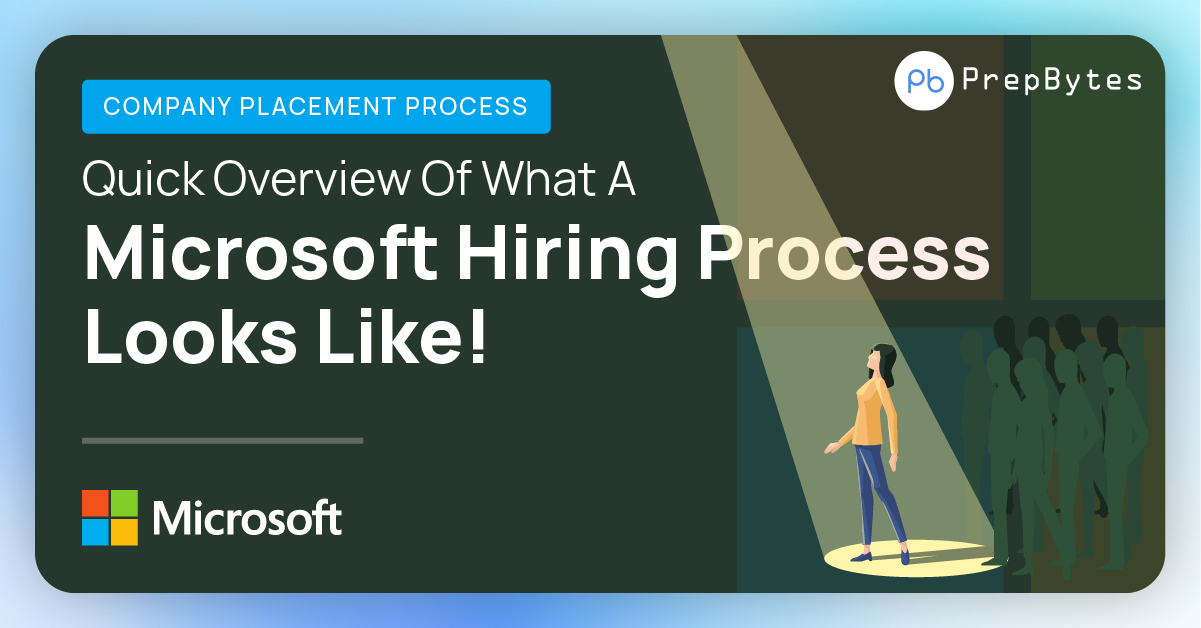 pb PrepBytes
COMPANY PLACEMENT PROCESS
Quick Overview Of What A
Microsoft Hiring Process
Looks Like!
Microsoft